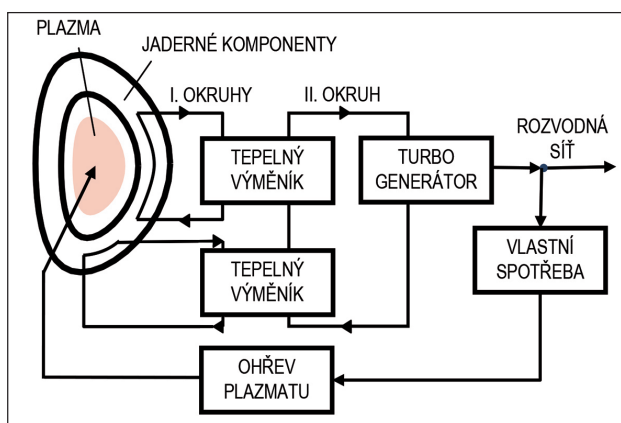 PLAZMA
JADERNÉ KOMPONENTY
I. OKRUHY
II. OKRUH
TEPELNÝ
VÝMĚNÍK
TURBO
GENERÁTOR
ROZVODNÁ
SÍŤ
TEPELNÝ
VÝMĚNÍK
VLASTNÍ
SPOTŘEBA
OHŘEV
PLAZMATU